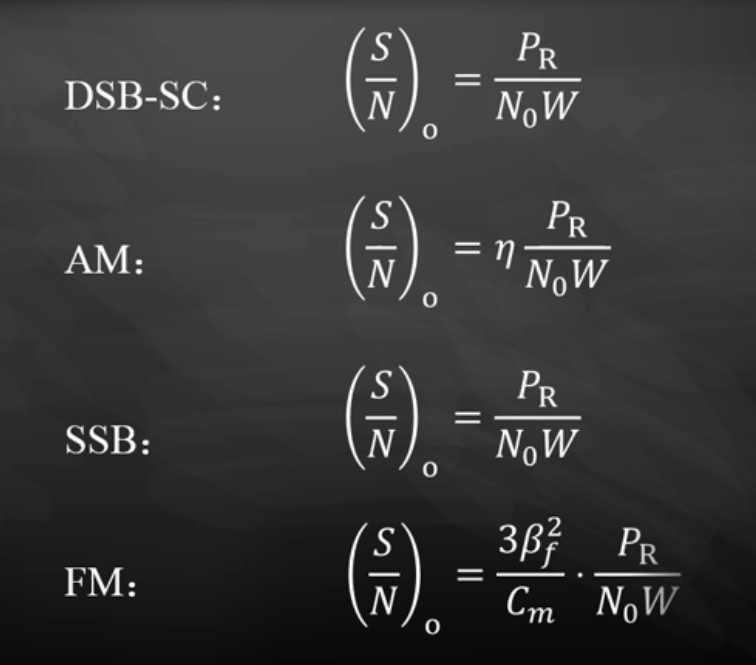 DSB-SC： $\left(\frac{S}{N}\right)_{\mathrm{o}} = \frac{P_{\mathrm{R}}}{N_0 W}$
AM： $\left(\frac{S}{N}\right)_{\mathrm{o}} = \eta \frac{P_{\mathrm{R}}}{N_0 W}$
SSB： $\left(\frac{S}{N}\right)_{\mathrm{o}} = \frac{P_{\mathrm{R}}}{N_0 W}$
FM： $\left(\frac{S}{N}\right)_{\mathrm{o}} = \frac{3\beta_f^2}{C_m} \cdot \frac{P_{\mathrm{R}}}{N_0 W}$